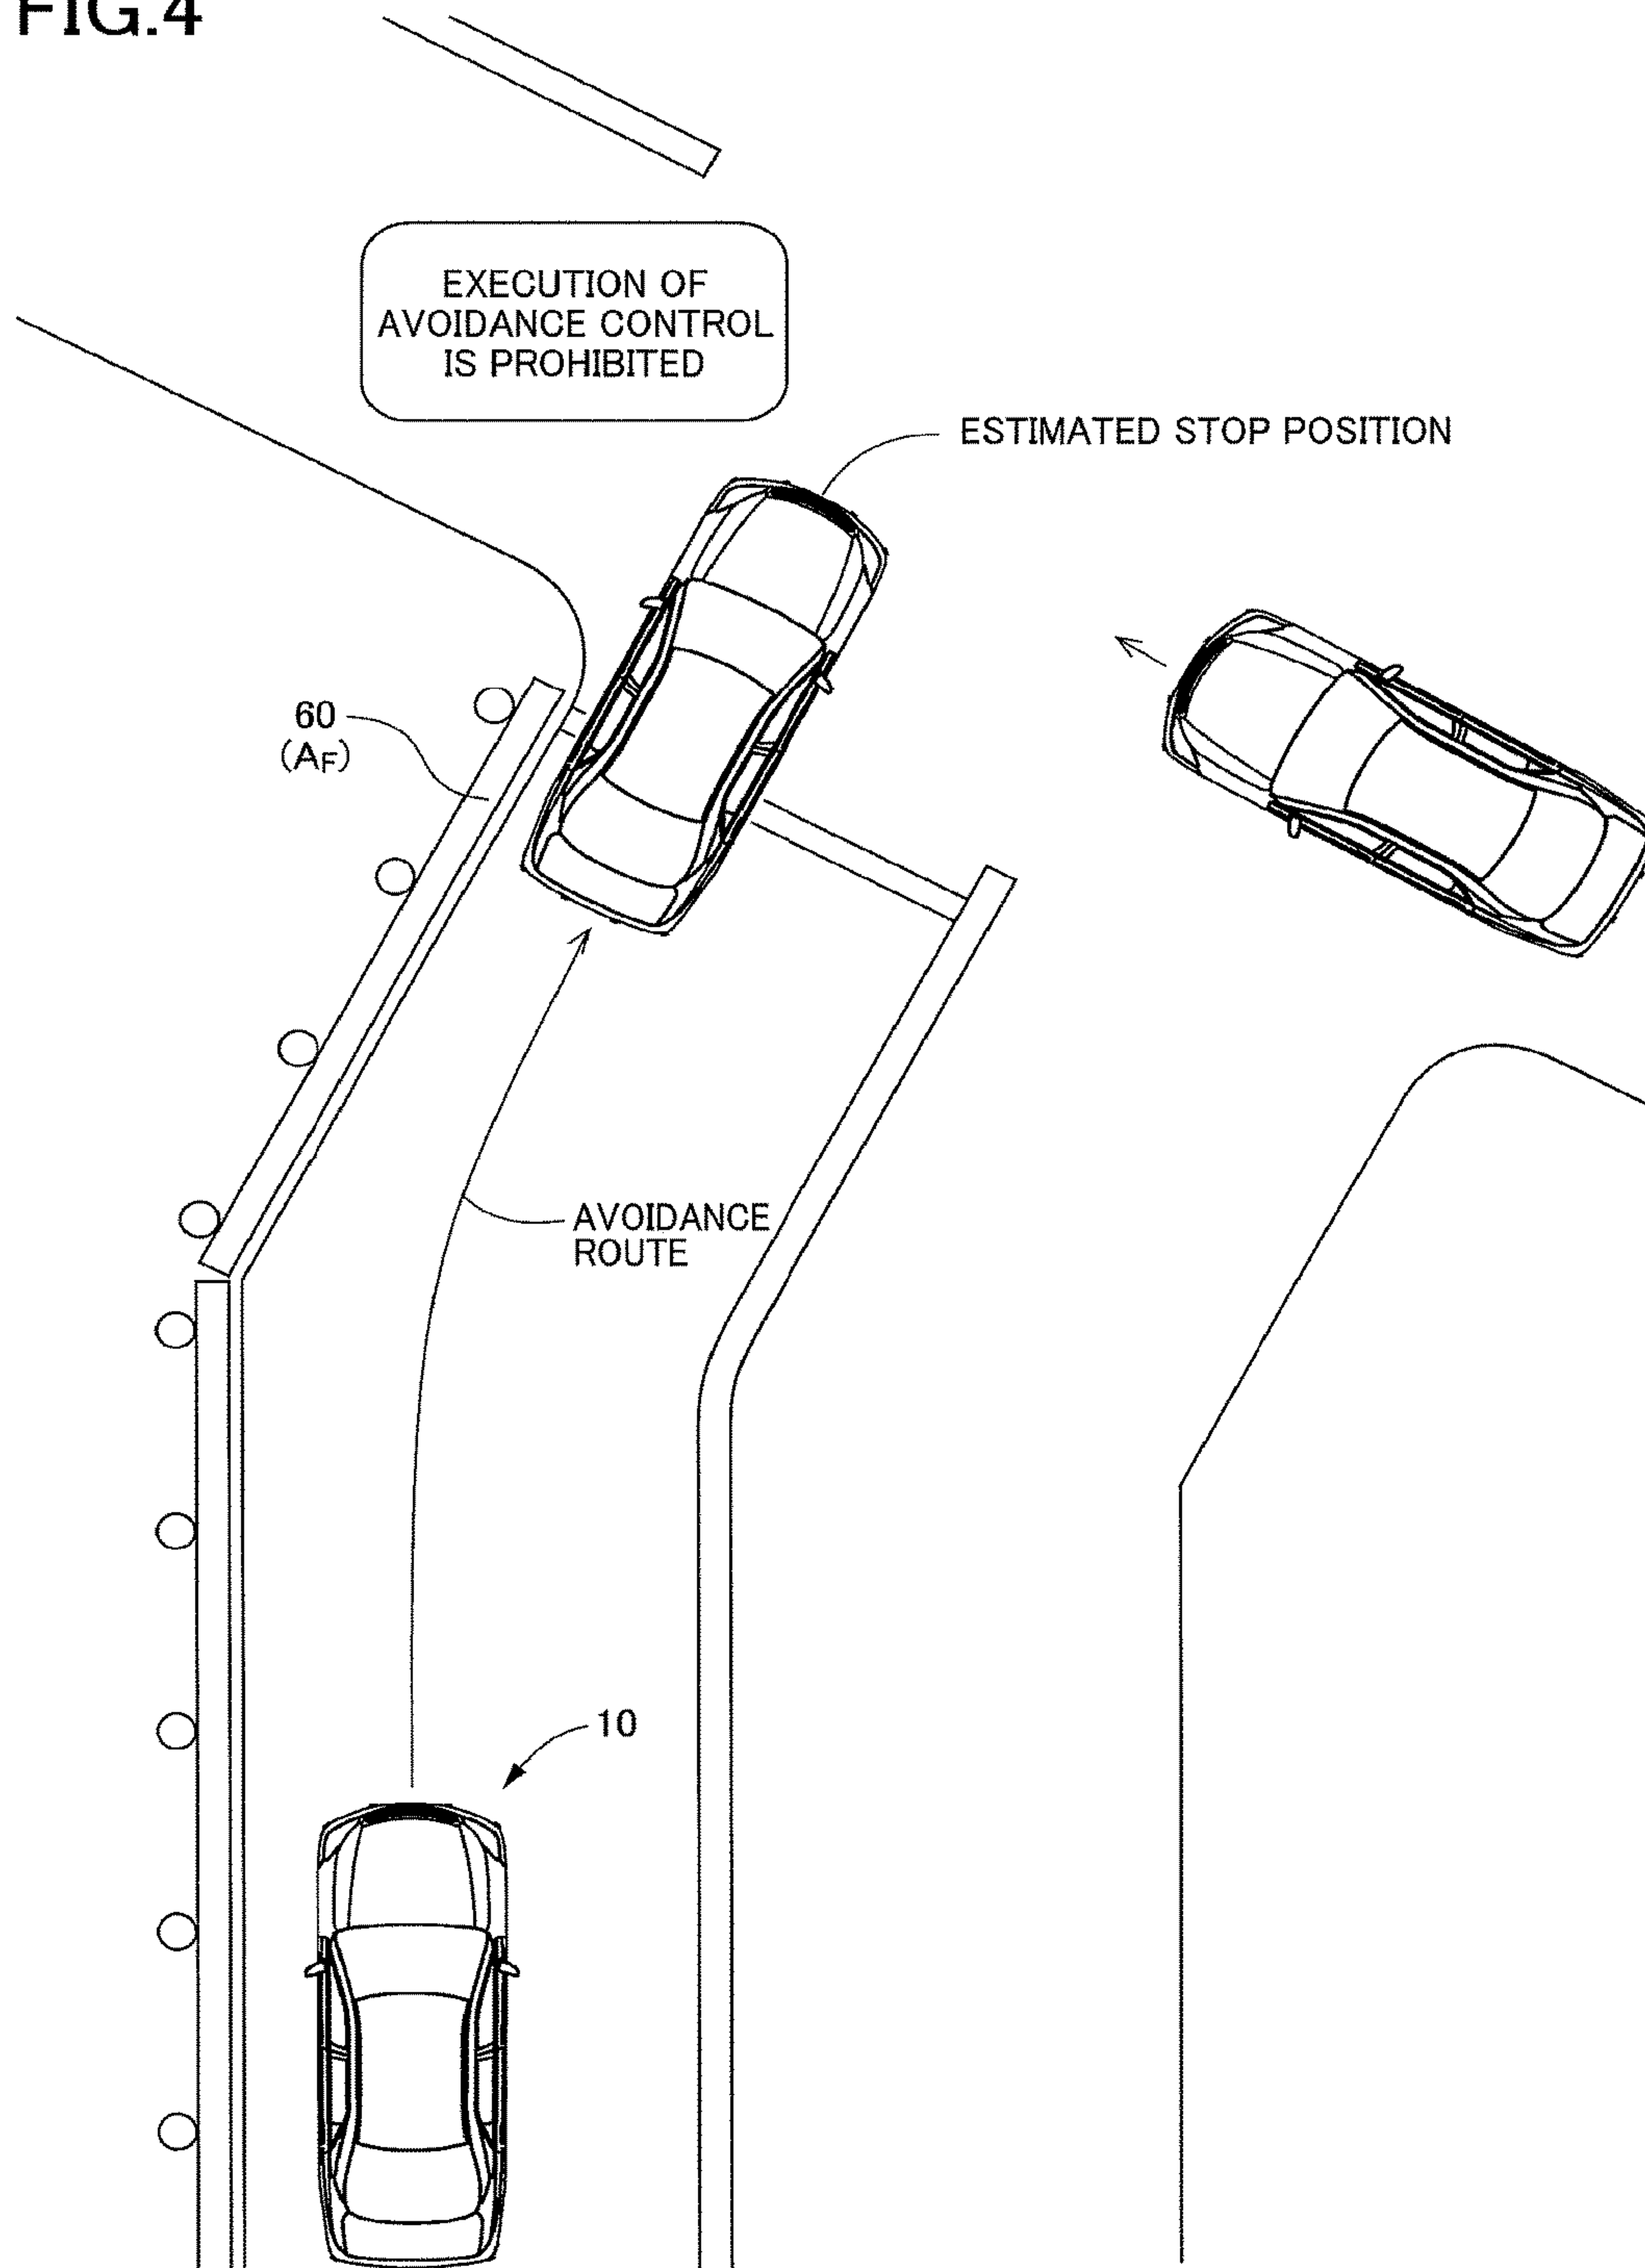 FIG.4
EXECUTION OF
AVOIDANCE CONTROL
IS PROHIBITED
ESTIMATED STOP POSITION
60
(AF)
AVOIDANCE
ROUTE
10